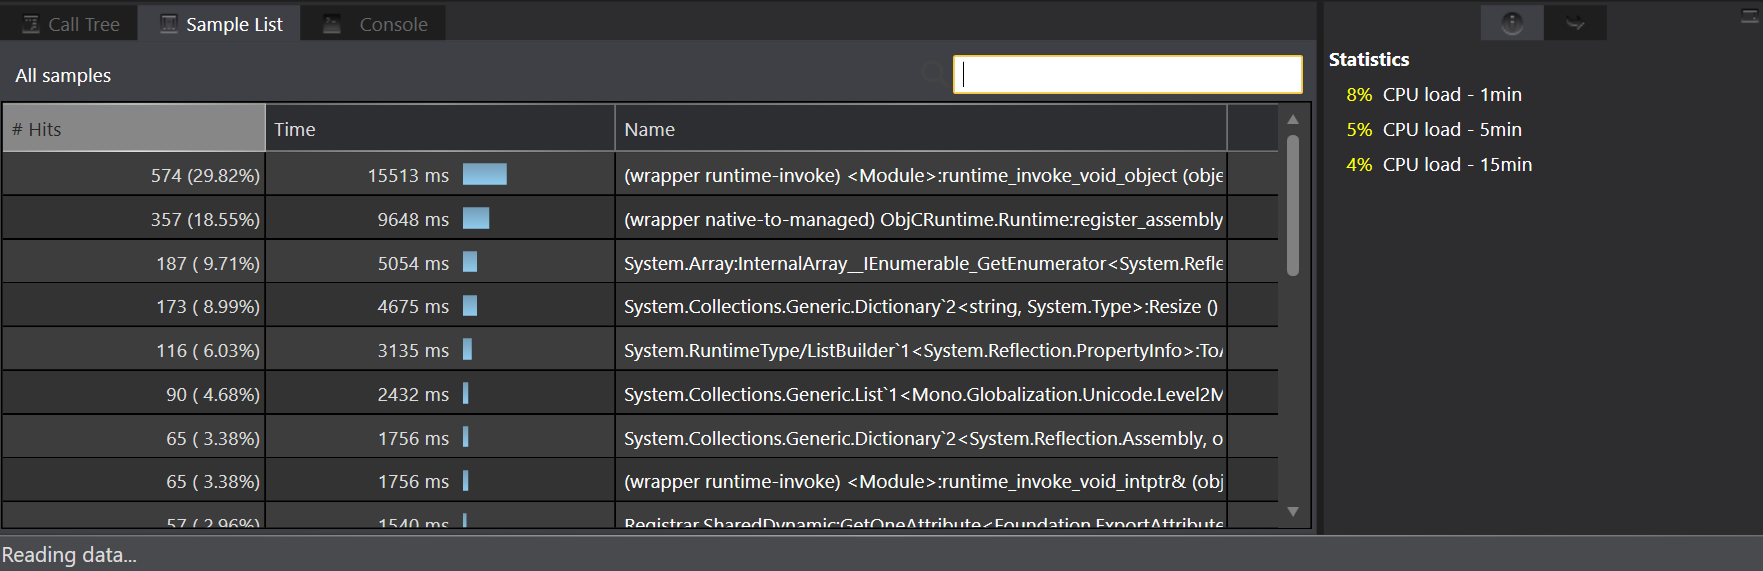 Call Tree Sample List Console
All samples
# Hits Time Name
574 (29.82%) 15513 ms (wrapper runtime-invoke) <Module>:runtime_invoke_void_object (obje
357 (18.55%) 9648 ms (wrapper native-to-managed) ObjCRuntime.Runtime:register_assembly
187 ( 9.71%) 5054 ms System.Array:InternalArray__IEnumerable_GetEnumerator<System.Refle
173 ( 8.99%) 4675 ms System.Collections.Generic.Dictionary`2<string, System.Type>:Resize ()
116 ( 6.03%) 3135 ms System.RuntimeType/ListBuilder`1<System.Reflection.PropertyInfo>:ToA
90 ( 4.68%) 2432 ms System.Collections.Generic.List`1<Mono.Globalization.Unicode.Level2M
65 ( 3.38%) 1756 ms System.Collections.Generic.Dictionary`2<System.Reflection.Assembly, o
65 ( 3.38%) 1756 ms (wrapper runtime-invoke) <Module>:runtime_invoke_void_intptr& (obj
57 ( 2.96%) 1540 ms Registrar.SharedDynamic:GetOneAttribute<Foundation.ExportAttribute
Reading data...
Statistics
8% CPU load - 1min
5% CPU load - 5min
4% CPU load - 15min